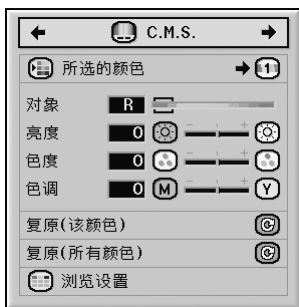 C.M.S.
所选的颜色 1
对象 R
亮度 0 - +
色度 0 - +
色调 0 M - + Y
复原(该颜色)
复原(所有颜色)
浏览设置